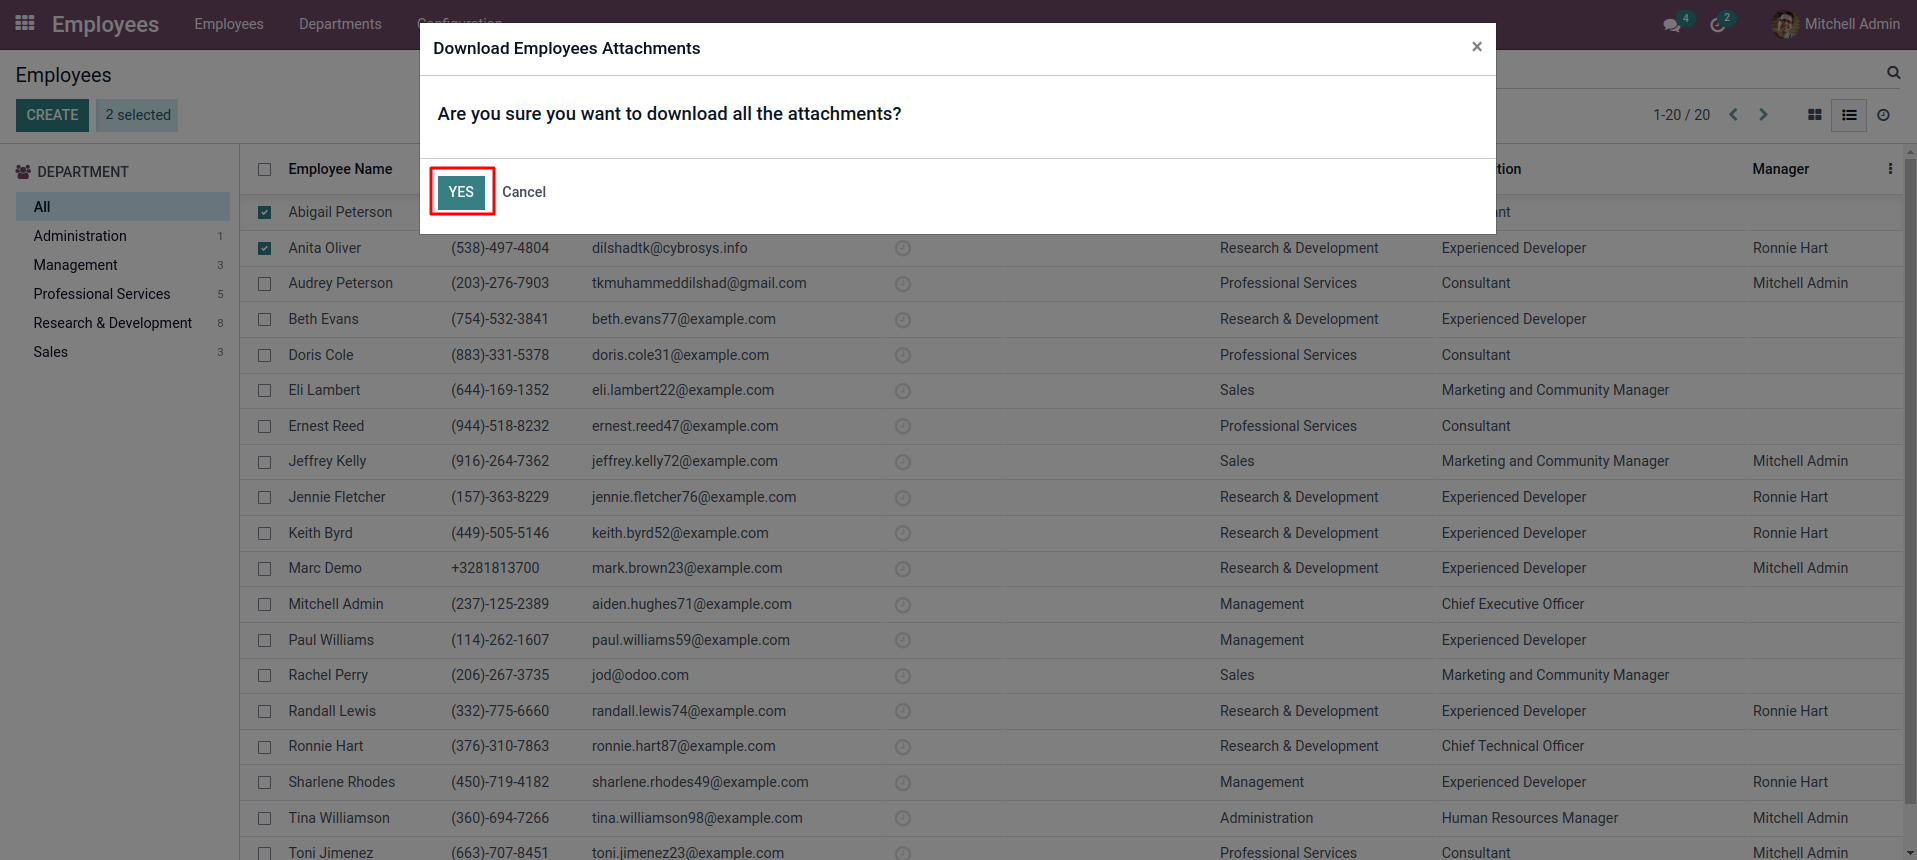 Employees Employees Departments Configuration 4 2 Mitchell Admin
Download Employees Attachments ×
Employees
Are you sure you want to download all the attachments?
CREATE 2 selected 1-20 / 20
DEPARTMENT
All
Administration 1
Management 3
Professional Services 5
Research & Development 8
Sales 3
YES Cancel
Employee Name tion Manager
Abigail Peterson nt
Anita Oliver (538)-497-4804 dilshadtk@cybrosys.info Research & Development Experienced Developer Ronnie Hart
Audrey Peterson (203)-276-7903 tkmuhammeddilshad@gmail.com Professional Services Consultant Mitchell Admin
Beth Evans (754)-532-3841 beth.evans77@example.com Research & Development Experienced Developer
Doris Cole (883)-331-5378 doris.cole31@example.com Professional Services Consultant
Eli Lambert (644)-169-1352 eli.lambert22@example.com Sales Marketing and Community Manager
Ernest Reed (944)-518-8232 ernest.reed47@example.com Professional Services Consultant
Jeffrey Kelly (916)-264-7362 jeffrey.kelly72@example.com Sales Marketing and Community Manager Mitchell Admin
Jennie Fletcher (157)-363-8229 jennie.fletcher76@example.com Research & Development Experienced Developer Ronnie Hart
Keith Byrd (449)-505-5146 keith.byrd52@example.com Research & Development Experienced Developer Ronnie Hart
Marc Demo +3281813700 mark.brown23@example.com Research & Development Experienced Developer Mitchell Admin
Mitchell Admin (237)-125-2389 aiden.hughes71@example.com Management Chief Executive Officer
Paul Williams (114)-262-1607 paul.williams59@example.com Management Experienced Developer
Rachel Perry (206)-267-3735 jod@odoo.com Sales Marketing and Community Manager
Randall Lewis (332)-775-6660 randall.lewis74@example.com Research & Development Experienced Developer Ronnie Hart
Ronnie Hart (376)-310-7863 ronnie.hart87@example.com Research & Development Chief Technical Officer
Sharlene Rhodes (450)-719-4182 sharlene.rhodes49@example.com Management Experienced Developer Ronnie Hart
Tina Williamson (360)-694-7266 tina.williamson98@example.com Administration Human Resources Manager Mitchell Admin
Toni Jimenez (663)-707-8451 toni.jimenez23@example.com Professional Services Consultant Mitchell Admin